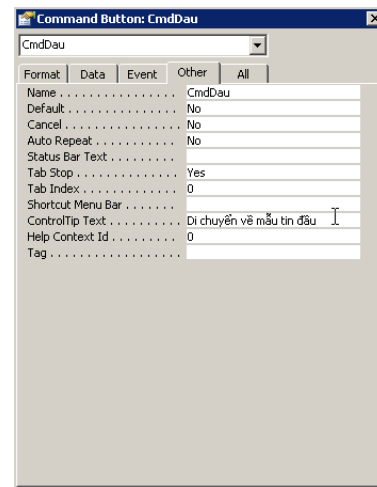 Command Button: CmdDau
CmdDau
Format Data Event Other All
Name . . . . . . . . . . . . . . . . . CmdDau
Default . . . . . . . . . . . . . . . . No
Cancel . . . . . . . . . . . . . . . . . No
Auto Repeat . . . . . . . . . . . No
Status Bar Text . . . . . . . . .
Tab Stop . . . . . . . . . . . . . . Yes
Tab Index . . . . . . . . . . . . . 0
Shortcut Menu Bar . . . . . . .
ControlTip Text . . . . . . . . . . Di chuyển về mẫu tin đầu
Help Context Id . . . . . . . . . 0
Tag . . . . . . . . . . . . . . . . . . .